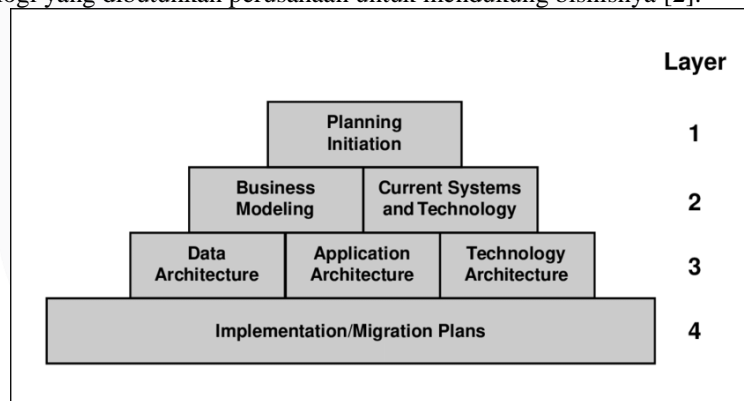 ogi yang dibutuhkan perusahaan untuk mendukung bisnisnya [2].
Layer
Planning
Initiation
1
Business
Modeling
Current Systems
and Technology
2
Data
Architecture
Application
Architecture
Technology
Architecture
3
Implementation/Migration Plans
4